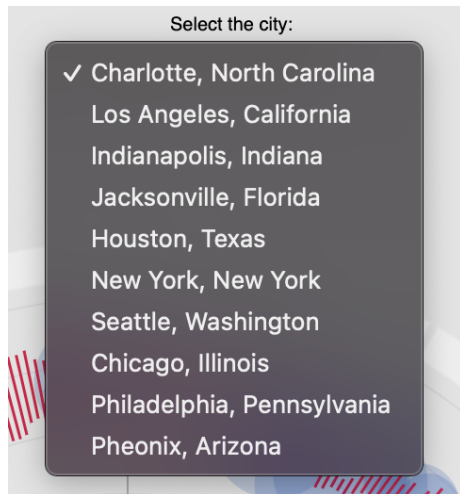 Select the city:
✓ Charlotte, North Carolina
Los Angeles, California
Indianapolis, Indiana
Jacksonville, Florida
Houston, Texas
New York, New York
Seattle, Washington
Chicago, Illinois
Philadelphia, Pennsylvania
Pheonix, Arizona